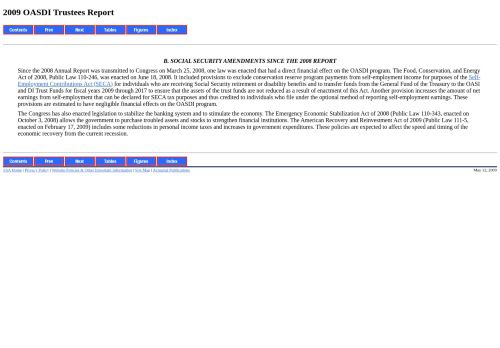 2009 OASDI Trustees Report
Contents Prev Next Tables Figures Index
B. SOCIAL SECURITY AMENDMENTS SINCE THE 2008 REPORT
Since the 2008 Annual Report was transmitted to Congress on March 25, 2008, one law was enacted that had a direct financial effect on the OASDI program. The Food, Conservation, and Energy
Act of 2008, Public Law 110-246, was enacted on June 18, 2008. It included provisions to exclude conservation reserve program payments from self-employment income for purposes of the Self-
Employment Contributions Act (SECA) for individuals who are receiving Social Security retirement or disability benefits and to transfer funds from the General Fund of the Treasury to the OASI
and DI Trust Funds for fiscal years 2009 through 2017 to ensure that the assets of the trust funds are not reduced as a result of enactment of this Act. Another provision increases the amount of net
earnings from self-employment that can be declared for SECA tax purposes and thus credited to individuals who file under the optional method of reporting self-employment earnings. These
provisions are estimated to have negligible financial effects on the OASDI program.
The Congress has also enacted legislation to stabilize the banking system and to stimulate the economy. The Emergency Economic Stabilization Act of 2008 (Public Law 110-343, enacted on
October 3, 2008) allows the government to purchase troubled assets and stocks to strengthen financial institutions. The American Recovery and Reinvestment Act of 2009 (Public Law 111-5,
enacted on February 17, 2009) includes some reductions in personal income taxes and increases in government expenditures. These policies are expected to affect the speed and timing of the
economic recovery from the current recession.
Contents Prev Next Tables Figures Index
SSA Home | Privacy Policy | Website Policies & Other Important Information | Site Map | Actuarial Publications
May 12, 2009